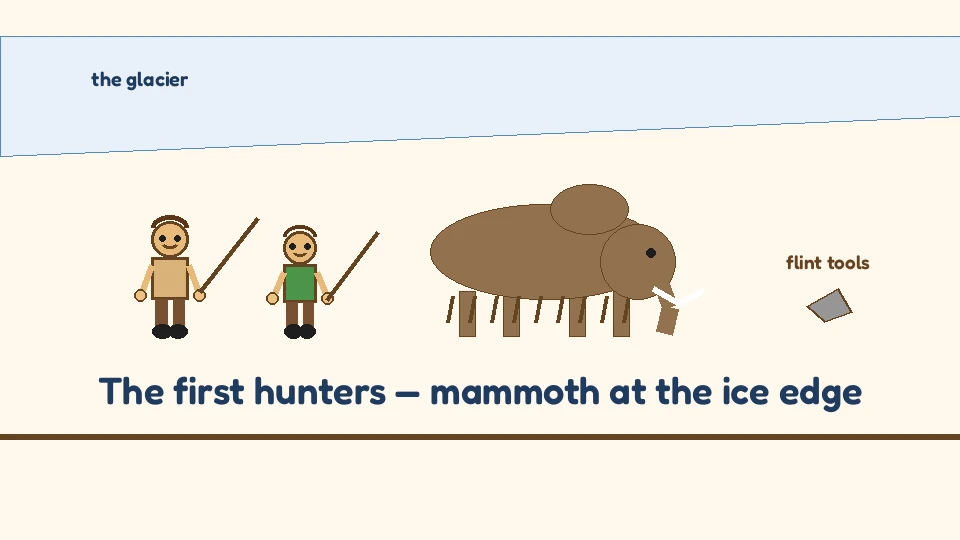 the glacier
flint tools
The first hunters — mammoth at the ice edge